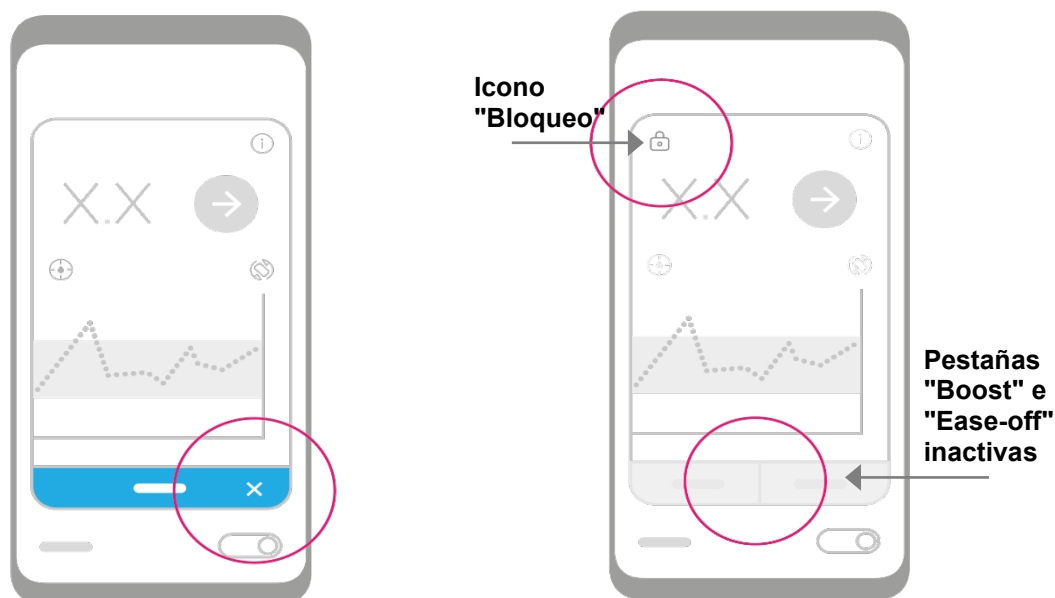 X.X
Icono
"Bloqueo"
X.X
Pestañas
"Boost" e
"Ease-off"
inactivas